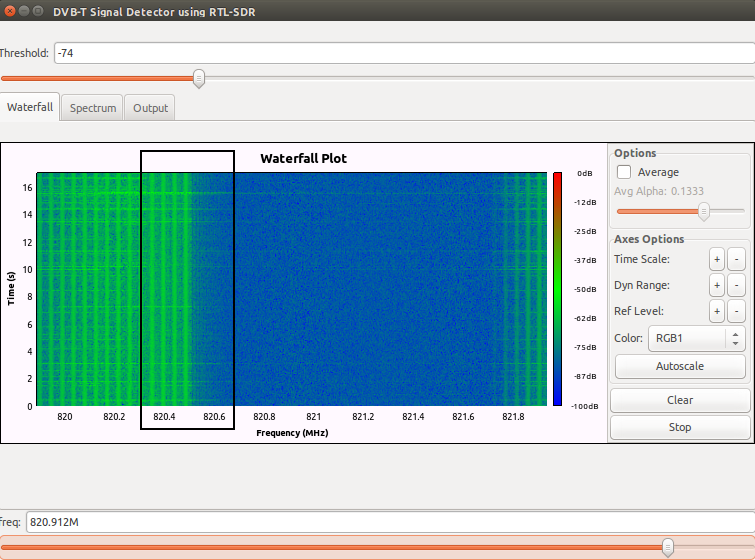 DVB-T Signal Detector using RTL-SDR
Threshold: -74
Waterfall Spectrum Output
Waterfall Plot
Time (s)
16
14
12
10
8
6
4
2
0
820 820.2 820.4 820.6 820.8 821 821.2 821.4 821.6 821.8
Frequency (MHz)
0dB
-12dB
-25dB
-37dB
-50dB
-62dB
-75dB
-87dB
-100dB
Options
Average
Avg Alpha: 0.1333
Axes Options
Time Scale: + -
Dyn Range: + -
Ref Level: + -
Color: RGB1
Autoscale
Clear
Stop
freq: 820.912M